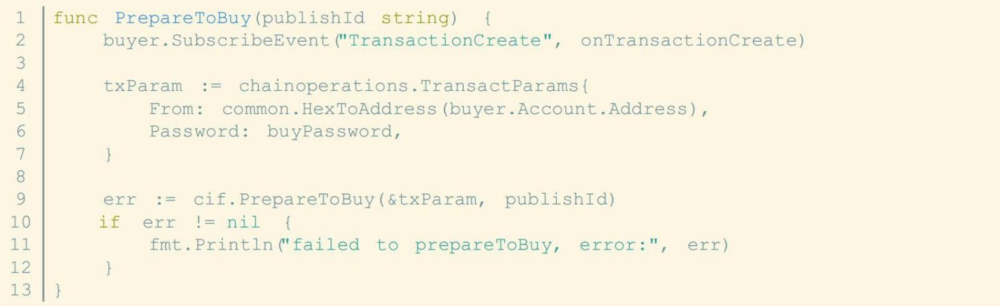 1 func PrepareToBuy(publishId string) {
2 buyer.SubscribeEvent("TransactionCreate", onTransactionCreate)
3
4 txParam := chainoperations.TransactParams{
5 From: common.HexToAddress(buyer.Account.Address),
6 Password: buyPassword,
7 }
8
9 err := cif.PrepareToBuy(&txParam, publishId)
10 if err != nil {
11 fmt.Println("failed to prepareToBuy, error:", err)
12 }
13 }